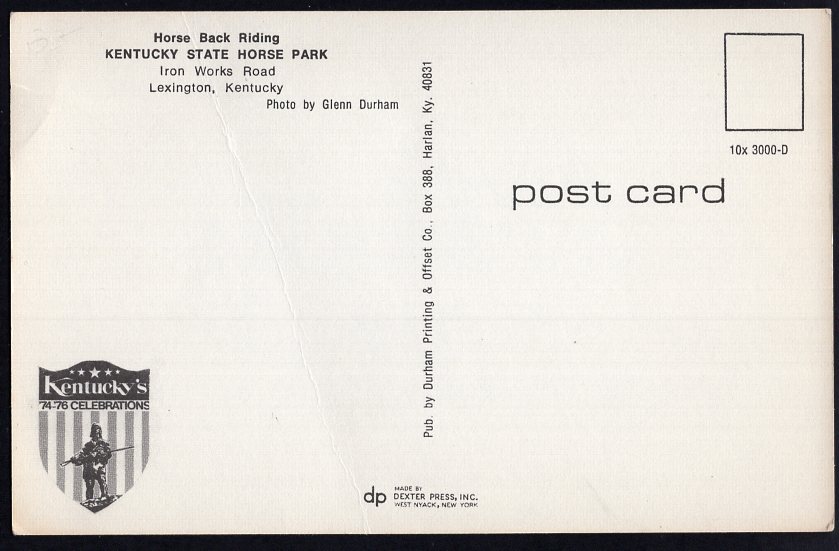 Horse Back Riding
KENTUCKY STATE HORSE PARK
Iron Works Road
Lexington, Kentucky
Photo by Glenn Durham
Pub. by Durham Printing & Offset Co., Box 388, Harlan, Ky. 40831
10x 3000-D
post card
Kentucky's
'74-'76 CELEBRATIONS
dp
MADE BY
DEXTER PRESS, INC.
WEST NYACK, NEW YORK